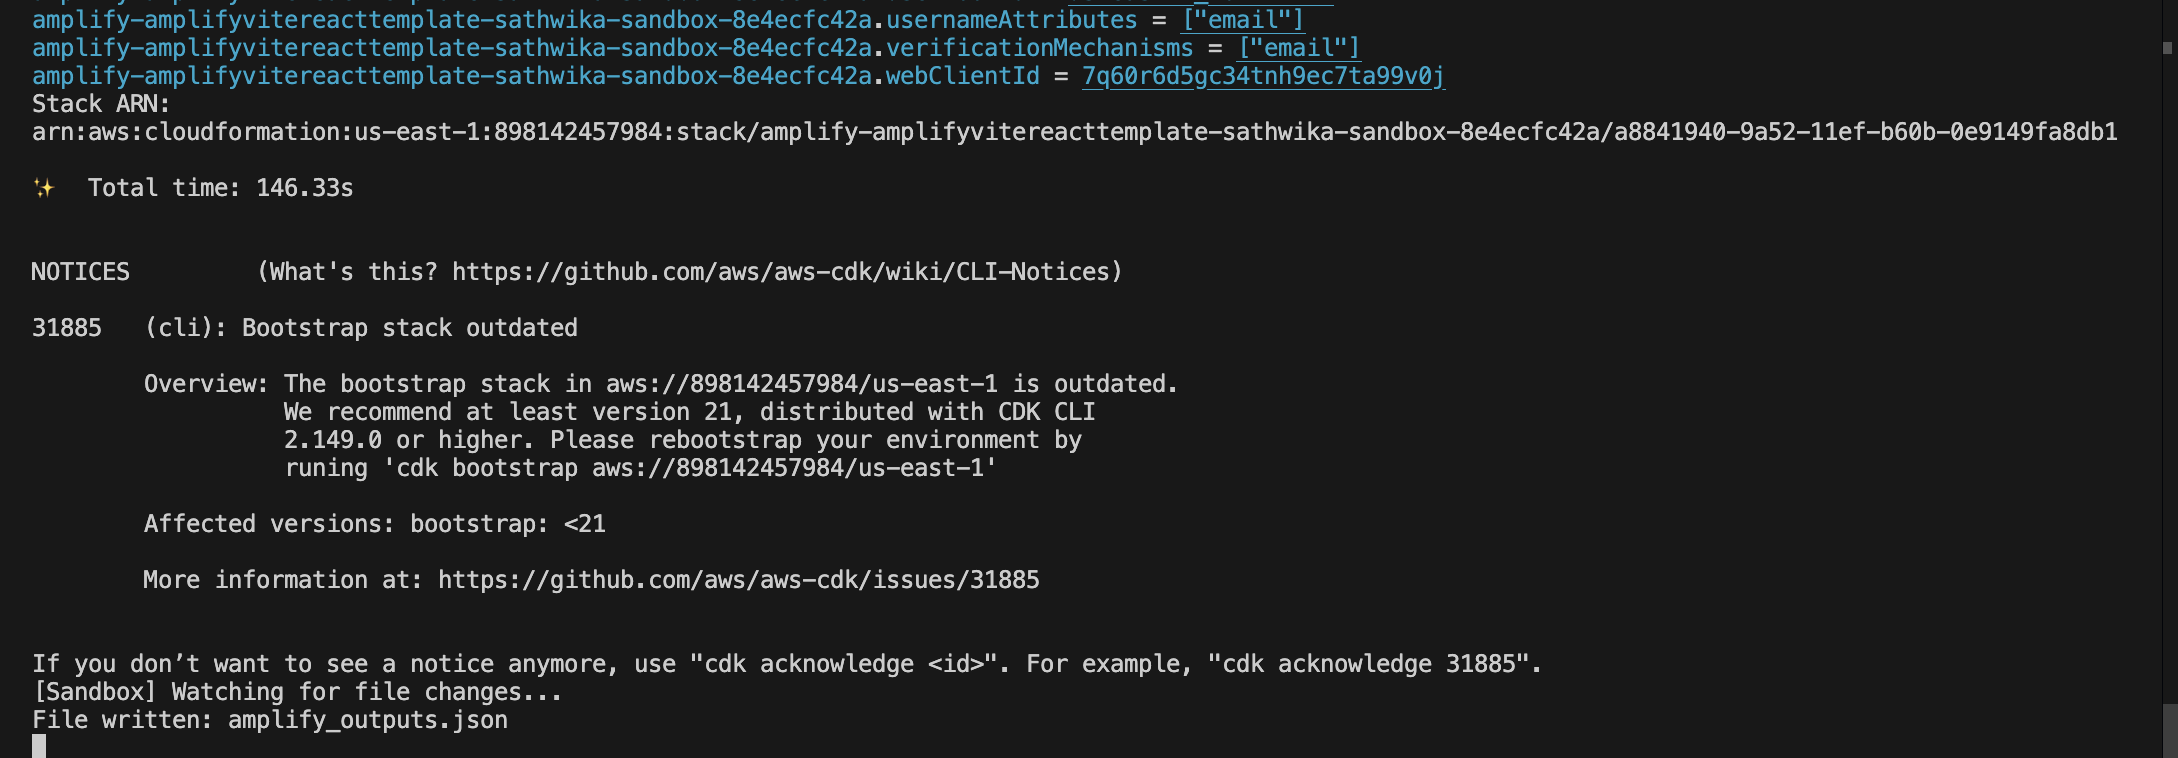 amplify-amplifyvitereacttemplate-sathwika-sandbox-8e4ecfc42a.usernameAttributes = ["email"]
amplify-amplifyvitereacttemplate-sathwika-sandbox-8e4ecfc42a.verificationMechanisms = ["email"]
amplify-amplifyvitereacttemplate-sathwika-sandbox-8e4ecfc42a.webClientId = 7q60r6d5gc34tnh9ec7ta99v0j
Stack ARN:
arn:aws:cloudformation:us-east-1:898142457984:stack/amplify-amplifyvitereacttemplate-sathwika-sandbox-8e4ecfc42a/a8841940-9a52-11ef-b60b-0e9149fa8db1
✨  Total time: 146.33s
NOTICES         (What's this? https://github.com/aws/aws-cdk/wiki/CLI-Notices)
31885   (cli): Bootstrap stack outdated
Overview: The bootstrap stack in aws://898142457984/us-east-1 is outdated.
We recommend at least version 21, distributed with CDK CLI
2.149.0 or higher. Please rebootstrap your environment by
runing 'cdk bootstrap aws://898142457984/us-east-1'
Affected versions: bootstrap: <21
More information at: https://github.com/aws/aws-cdk/issues/31885
If you don’t want to see a notice anymore, use "cdk acknowledge <id>". For example, "cdk acknowledge 31885".
[Sandbox] Watching for file changes...
File written: amplify_outputs.json